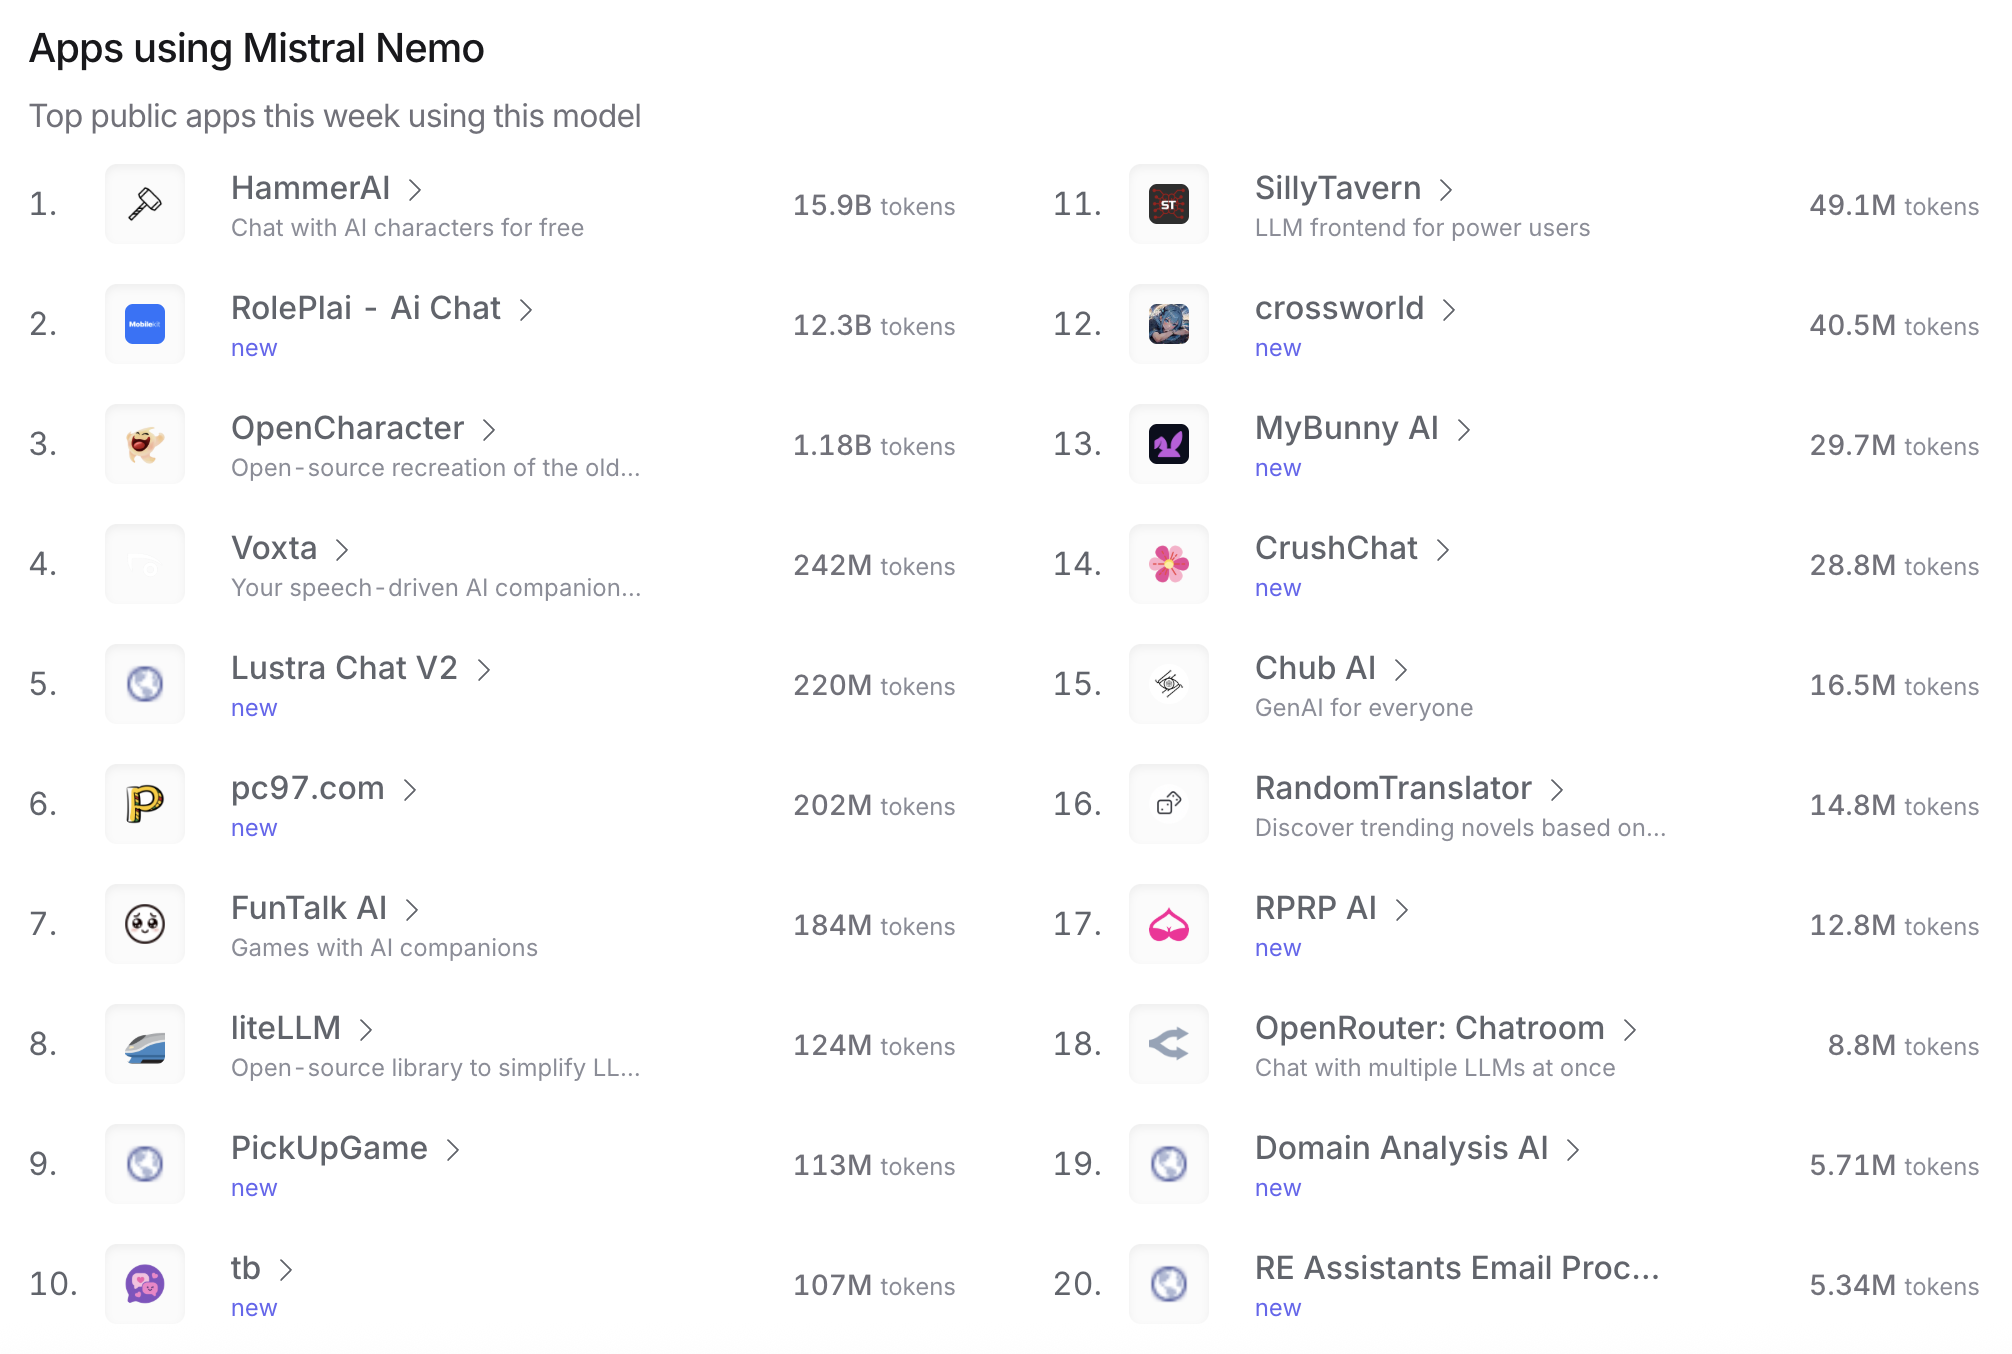 Apps using Mistral Nemo
Top public apps this week using this model
1.
HammerAI
Chat with AI characters for free
15.9B tokens
2.
Mobilekit
RolePlai - Ai Chat
new
12.3B tokens
3.
OpenCharacter
Open-source recreation of the old...
1.18B tokens
4.
Voxta
Your speech-driven AI companion...
242M tokens
5.
Lustra Chat V2
new
220M tokens
6.
P
pc97.com
new
202M tokens
7.
FunTalk AI
Games with AI companions
184M tokens
8.
liteLLM
Open-source library to simplify LL...
124M tokens
9.
PickUpGame
new
113M tokens
10.
tb
new
107M tokens
11.
ST
SillyTavern
LLM frontend for power users
49.1M tokens
12.
crossworld
new
40.5M tokens
13.
MyBunny AI
new
29.7M tokens
14.
CrushChat
new
28.8M tokens
15.
Chub AI
GenAI for everyone
16.5M tokens
16.
RandomTranslator
Discover trending novels based on...
14.8M tokens
17.
RPRP AI
new
12.8M tokens
18.
OpenRouter: Chatroom
Chat with multiple LLMs at once
8.8M tokens
19.
Domain Analysis AI
new
5.71M tokens
20.
RE Assistants Email Proc...
new
5.34M tokens